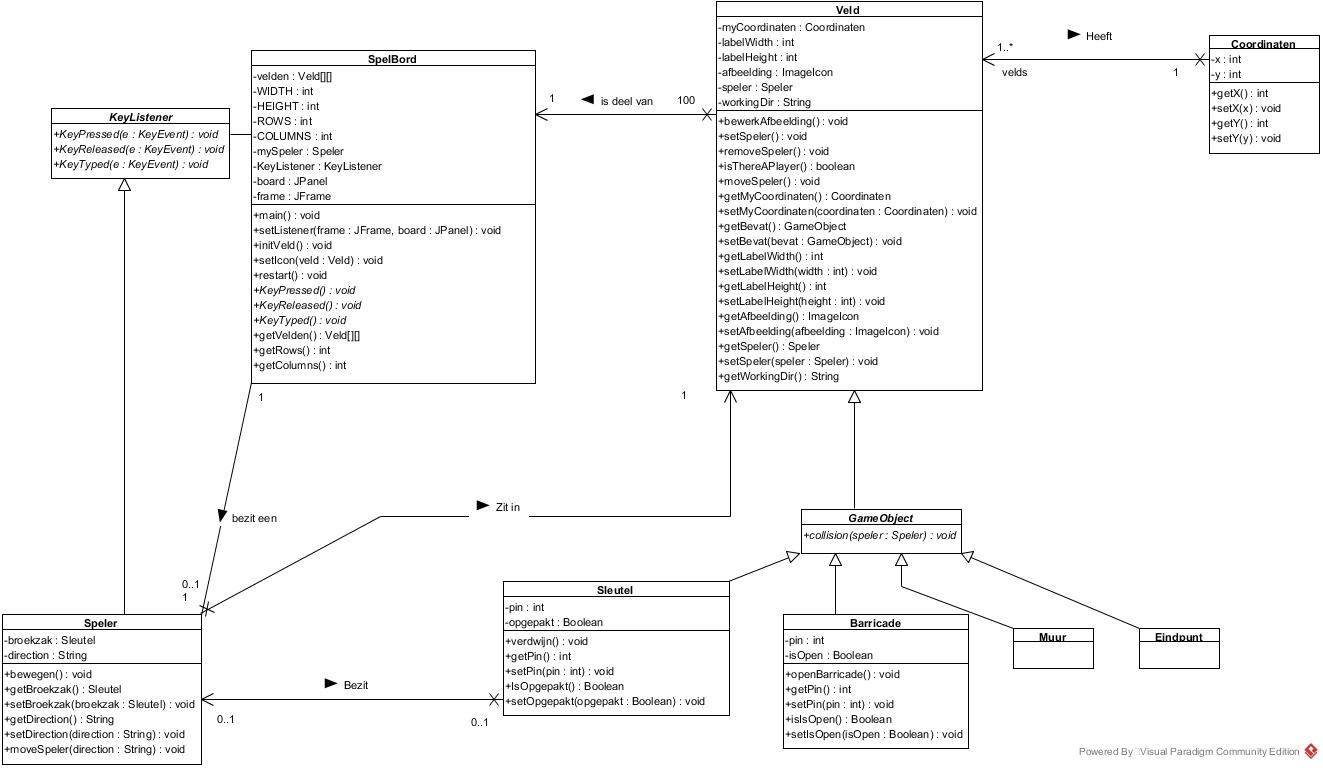 KeyListener
+KeyPressed(e : KeyEvent) : void
+KeyReleased(e : KeyEvent) : void
+KeyTyped(e : KeyEvent) : void
SpelBord
-velden : Veld[][]
-WIDTH : int
-HEIGHT : int
-ROWS : int
-COLUMNS : int
-mySpeler : Speler
-KeyListener : KeyListener
-board : JPanel
-frame : JFrame
+main() : void
+setListener(frame : JFrame, board : JPanel) : void
+initVeld() : void
+setIcon(veld : Veld) : void
+restart() : void
+KeyPressed() : void
+KeyReleased() : void
+KeyTyped() : void
+getVelden() : Veld[][]
+getRows() : int
+getColumns() : int
1
is deel van
100
Veld
-myCoordinaten : Coordinaten
-labelWidth : int
-labelHeight : int
-afbeelding : ImageIcon
-speler : Speler
-workingDir : String
+bewerkAfbeelding() : void
+setSpeler() : void
+removeSpeler() : void
+isThereAPlayer() : boolean
+moveSpeler() : void
+getMyCoordinaten() : Coordinaten
+setMyCoordinaten(coordinaten : Coordinaten) : void
+getBevat() : GameObject
+setBevat(bevat : GameObject) : void
+getLabelWidth() : int
+setLabelWidth(width : int) : void
+getLabelHeight() : int
+setLabelHeight(height : int) : void
+getAfbeelding() : ImageIcon
+setAfbeelding(afbeelding : ImageIcon) : void
+getSpeler() : Speler
+setSpeler(speler : Speler) : void
+getWorkingDir() : String
Heeft
1..*
velds
1
Coordinaten
-x : int
-y : int
+getX() : int
+setX(x) : void
+getY() : int
+setY(y) : void
1
bezit een
0..1
1
Zit in
1
GameObject
+collision(speler : Speler) : void
Speler
-broekzak : Sleutel
-direction : String
+bewegen() : void
+getBroekzak() : Sleutel
+setBroekzak(broekzak : Sleutel) : void
+getDirection() : String
+setDirection(direction : String) : void
+moveSpeler(direction : String) : void
Bezit
0..1
0..1
Sleutel
-pin : int
-opgepakt : Boolean
+verdwijn() : void
+getPin() : int
+setPin(pin : int) : void
+IsOpgepakt() : Boolean
+setOpgepakt(opgepakt : Boolean) : void
Barricade
-pin : int
-isOpen : Boolean
+openBarricade() : void
+getPin() : int
+setPin(pin : int) : void
+isIsOpen() : Boolean
+setIsOpen(isOpen : Boolean) : void
Muur
Eindpunt
Powered By Visual Paradigm Community Edition